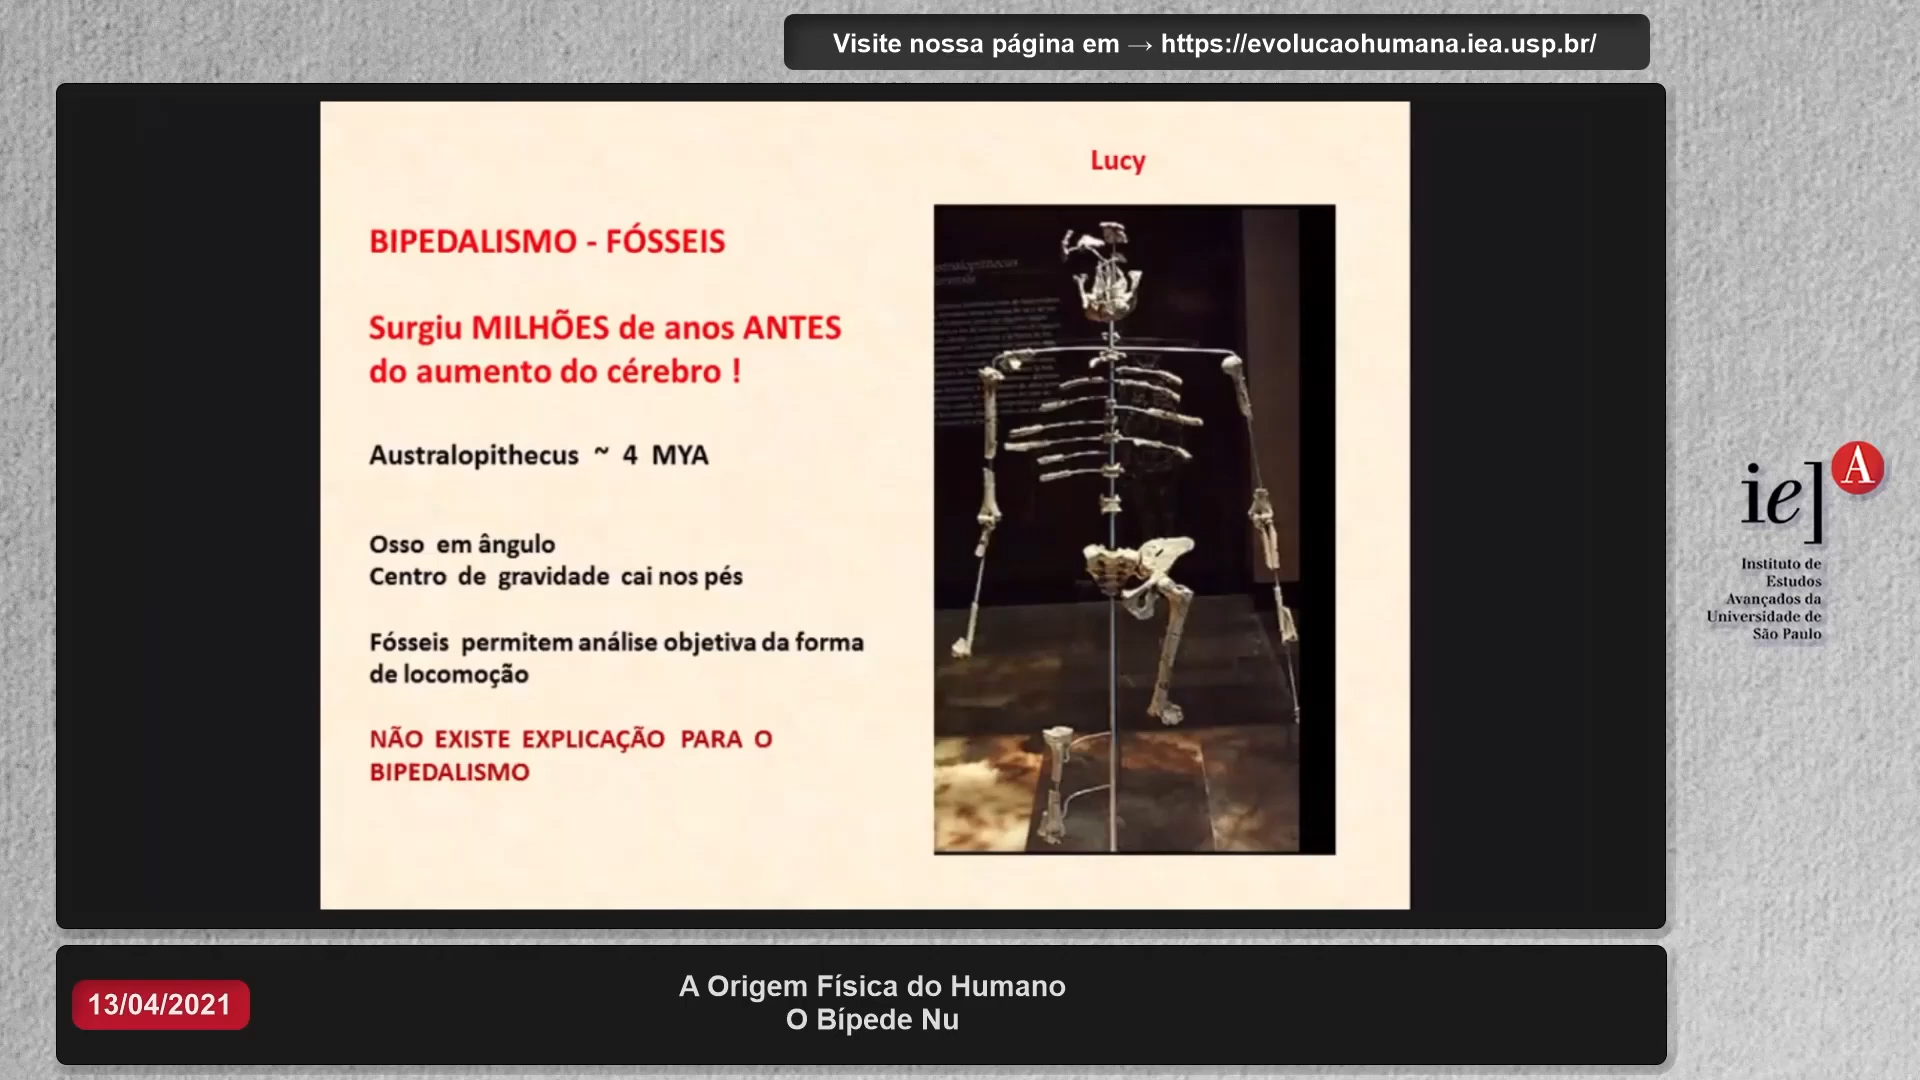 Visite nossa página em → https://evolucaohumana.iea.usp.br/
Lucy
BIPEDALISMO - FÓSSEIS
Surgiu MILHÕES de anos ANTES
do aumento do cérebro !
Australopithecus ~ 4 MYA
Osso em ângulo
Centro de gravidade cai nos pés
Fósseis permitem análise objetiva da forma
de locomoção
NÃO EXISTE EXPLICAÇÃO PARA O
BIPEDALISMO
ie] A
Instituto de
Estudos
Avançados da
Universidade de
São Paulo
13/04/2021
A Origem Física do Humano
O Bípede Nu